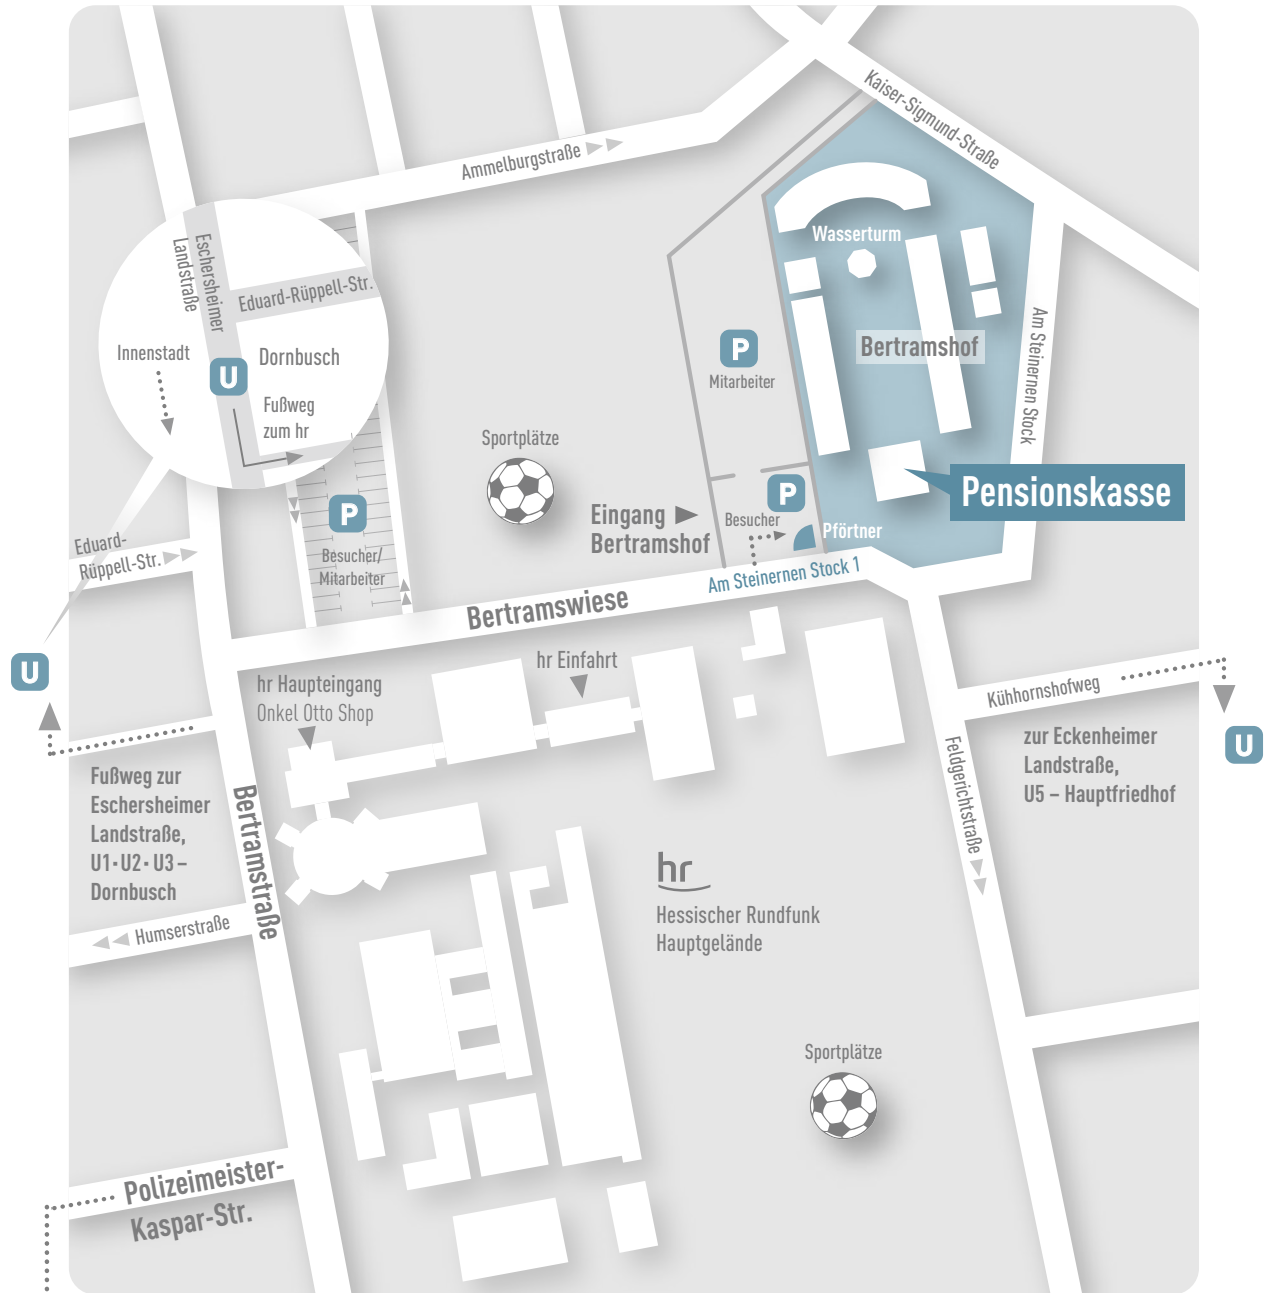 Kaiser-Sigmund-Straße
Ammelburgstraße
Wasserturm
Eschersheimer
Landstraße
Eduard-Rüppell-Str.
Am Steinernen Stock
Innenstadt
Dornbusch
U
P
Mitarbeiter
Bertramshof
Fußweg
zum hr
Sportplätze
Pensionskasse
P
P
Besucher
Eingang
Bertramshof
Pförtner
Besucher/
Mitarbeiter
Eduard-
Rüppell-Str.
Am Steinernen Stock 1
Bertramswiese
U
hr Einfahrt
hr Haupteingang
Onkel Otto Shop
Kühhornshofweg
U
zur Eckenheimer
Landstraße,
U5 – Hauptfriedhof
Feldgerichtstraße
Fußweg zur
Eschersheimer
Landstraße,
U1 · U2 · U3 –
Dornbusch
Bertramstraße
hr
Hessischer Rundfunk
Hauptgelände
Humserstraße
Sportplätze
Polizeimeister-
Kaspar-Str.